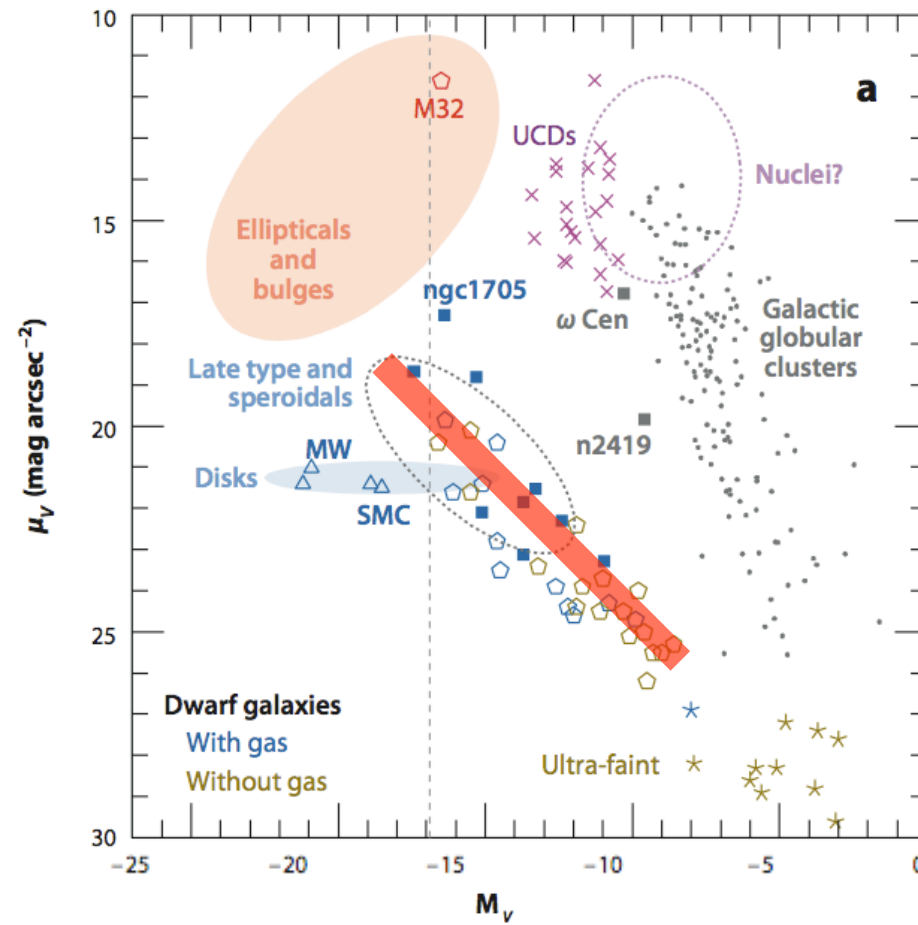 10
15
20
25
30
μV (mag arcsec−2)
a
M32
UCDs
Nuclei?
Ellipticals
and
bulges
ngc1705
ω Cen
Galactic
globular
clusters
Late type and
speroidals
n2419
MW
Disks
SMC
Dwarf galaxies
With gas
Without gas
Ultra-faint
−25
−20
−15
−10
−5
0
MV